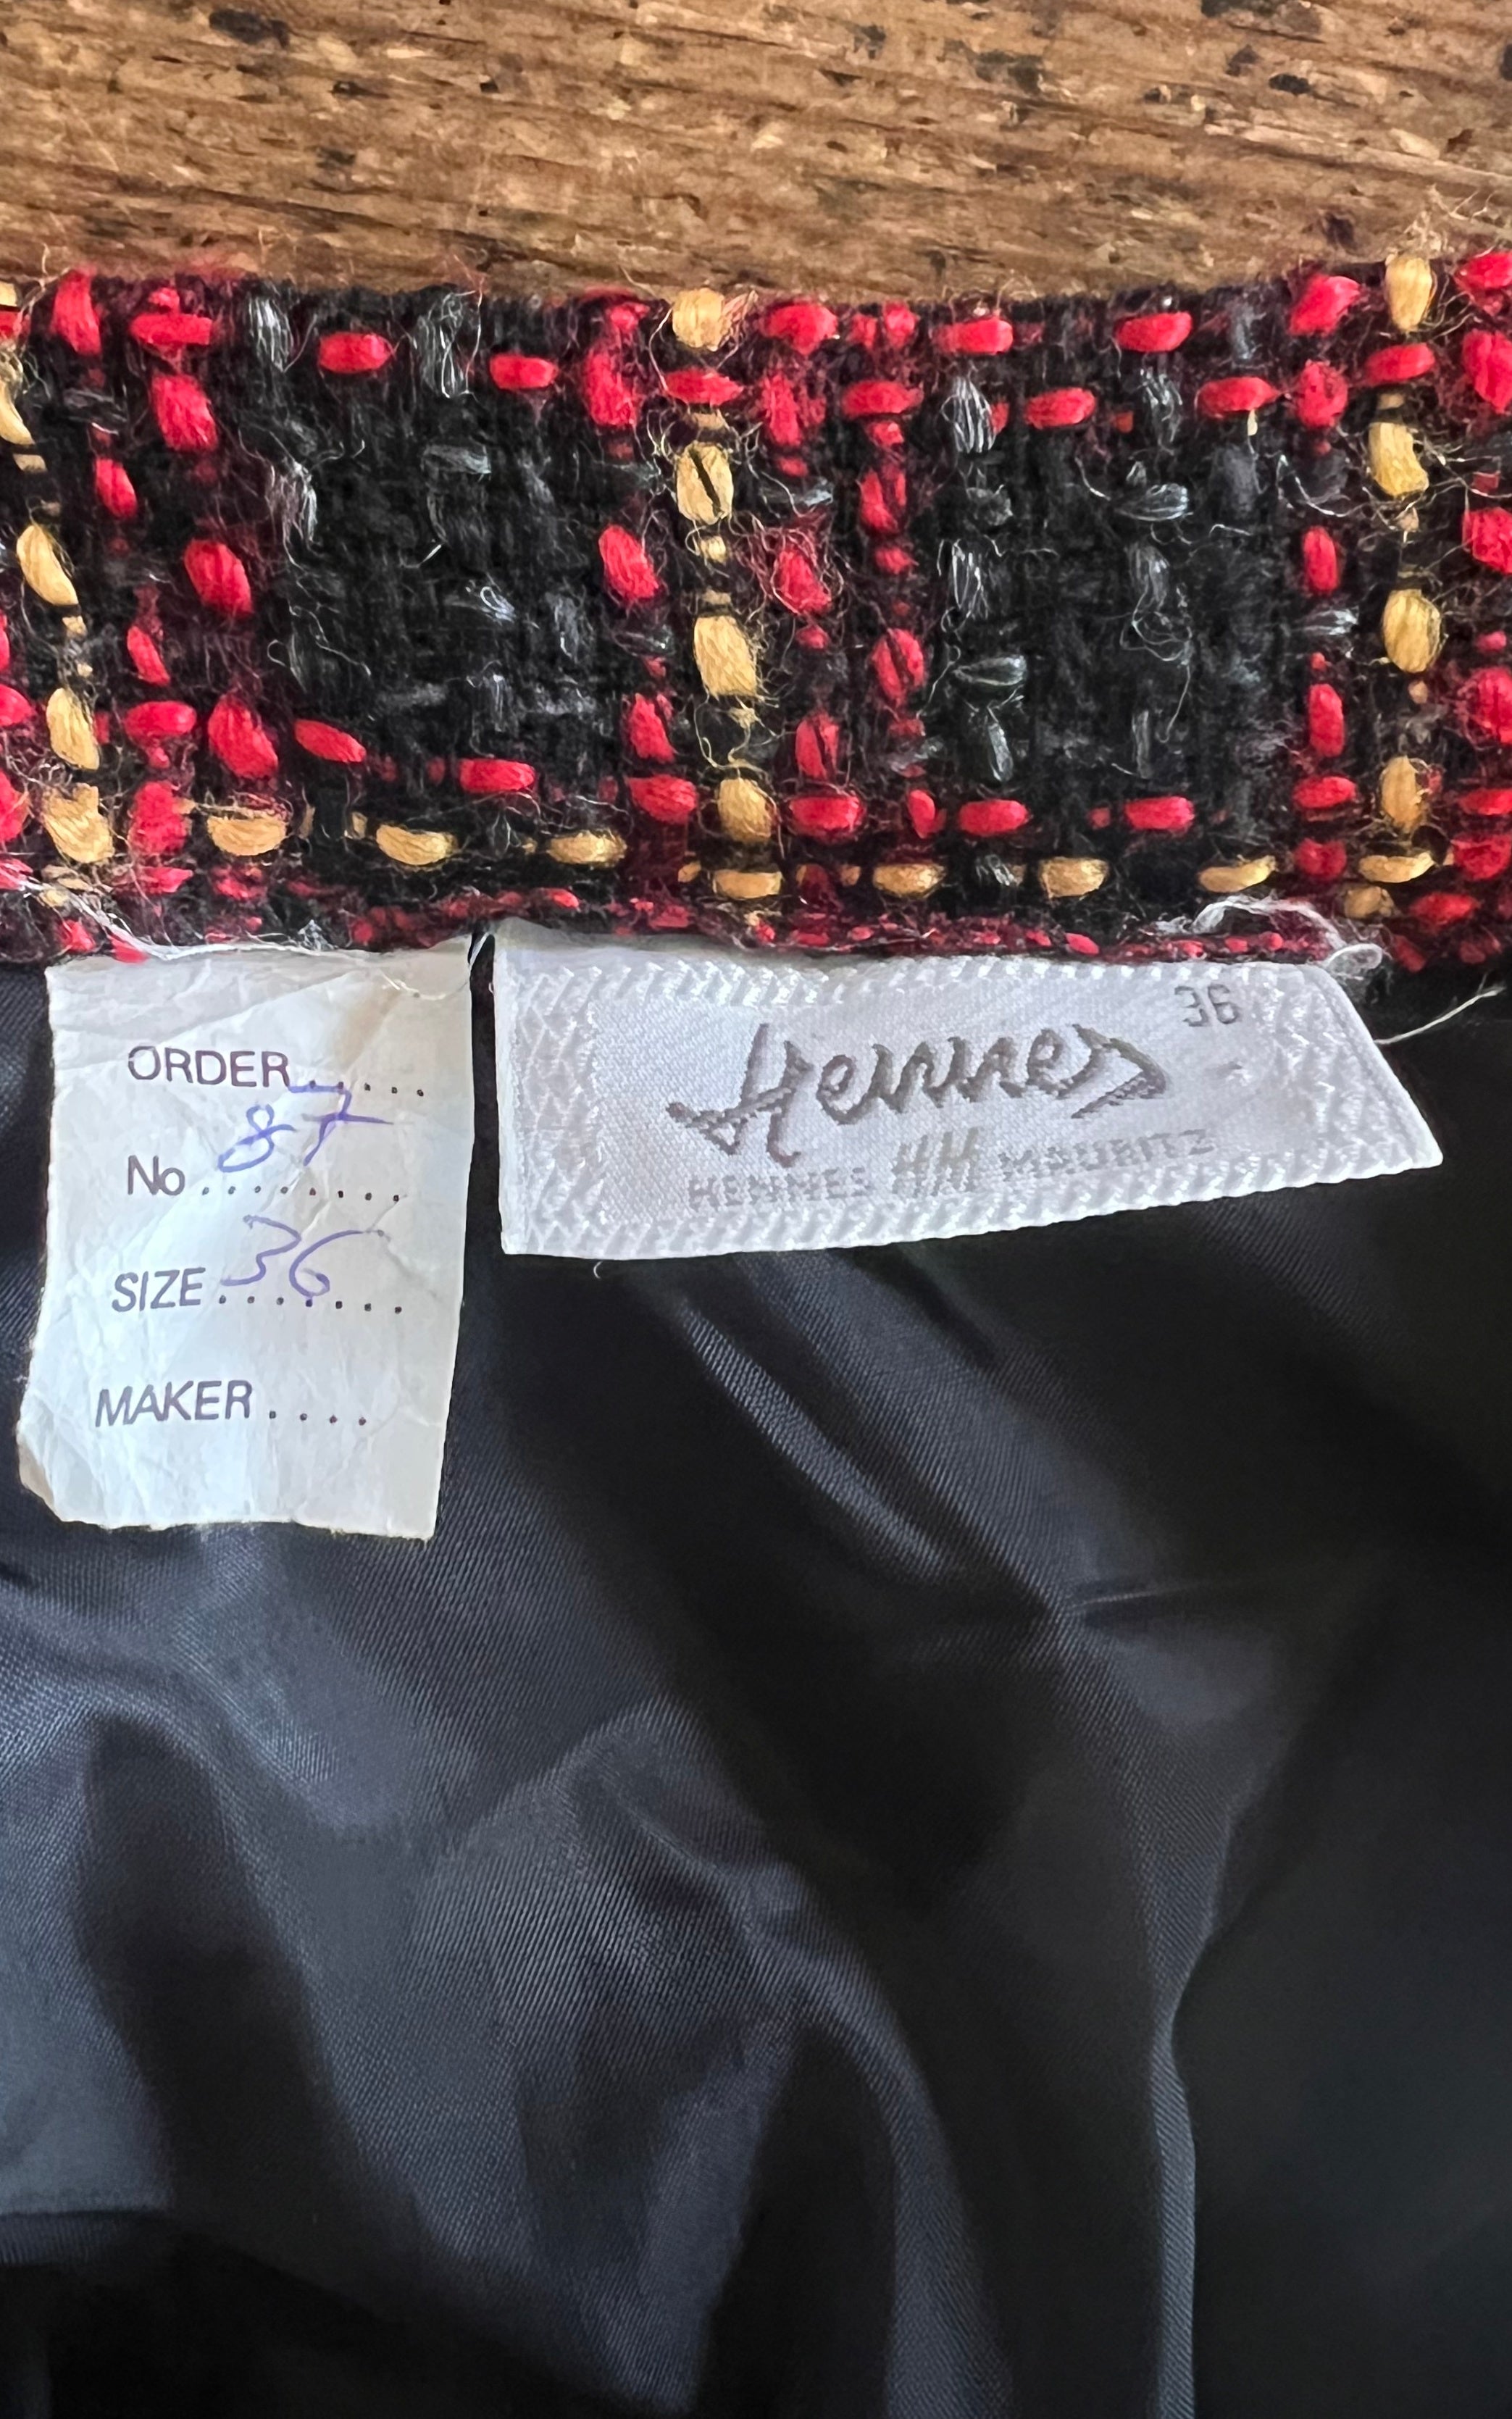 ORDER.......
No 87.........
SIZE 36.......
MAKER....
36
Hennes
HENNES HM MAURITZ